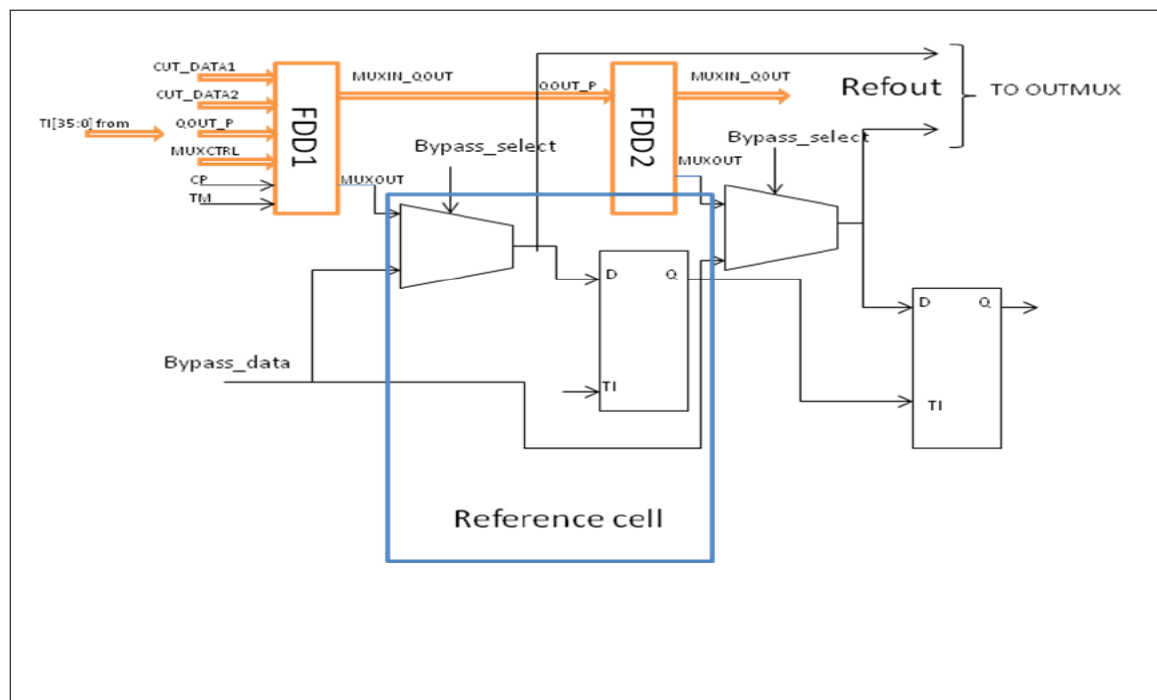 CUT_DATA1
CUT_DATA2
TI[35:0] from
QOUT_P
MUXCTRL
CP
TM
FDD1
MUXIN_QOUT
QOUT_P
FDD2
MUXIN_QOUT
Refout
TO OUTMUX
Bypass_select
Bypass_select
MUXOUT
MUXOUT
D Q
TI
D Q
TI
Bypass_data
Reference cell